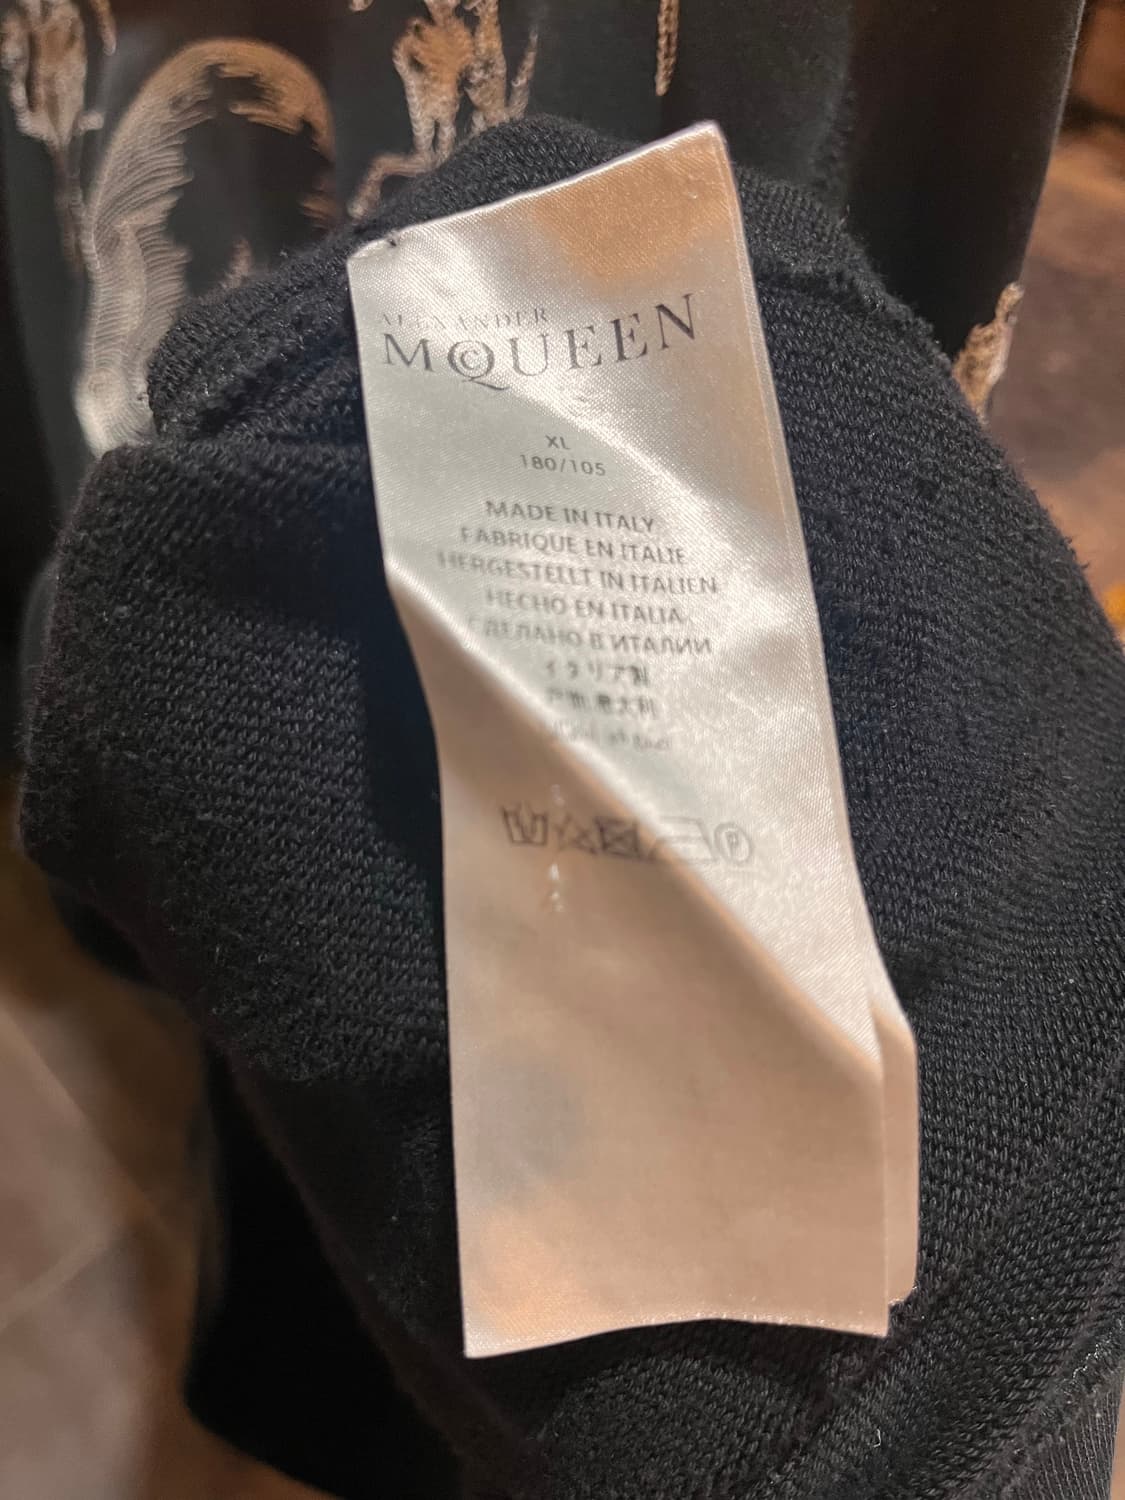 ALEXANDER
MCQUEEN
XL
180/105
MADE IN ITALY
FABRIQUE EN ITALIE
HERGESTELLT IN ITALIEN
HECHO EN ITALIA
СДЕЛАНО В ИТАЛИИ
イタリア製
P